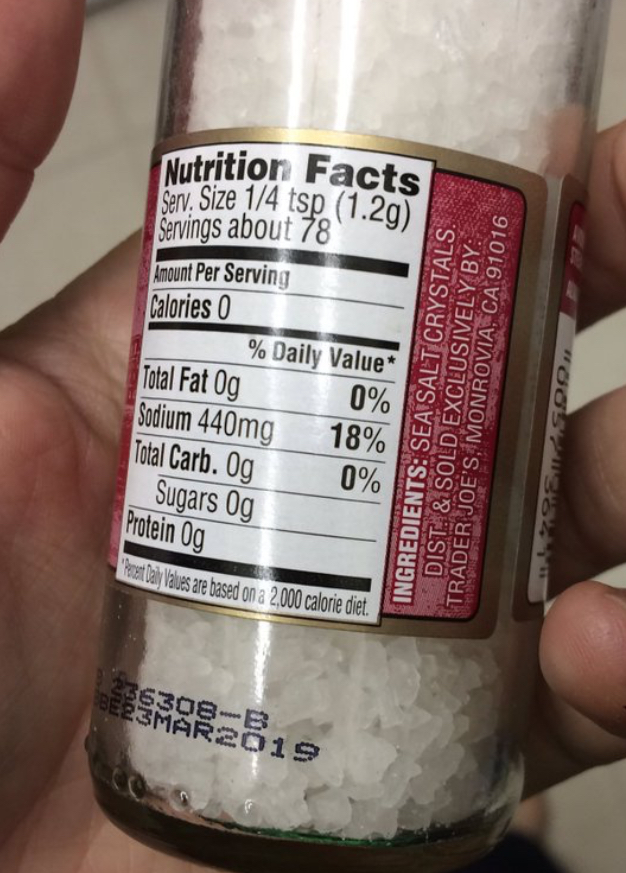 Nutrition Facts
Serv. Size 1/4 tsp (1.2g)
Servings about 78
Amount Per Serving
Calories 0
% Daily Value*
Total Fat 0g 0%
Sodium 440mg 18%
Total Carb. 0g 0%
Sugars 0g
Protein 0g
*Percent Daily Values are based on a 2,000 calorie diet.
INGREDIENTS: SEA SALT CRYSTALS
DIST. & SOLD EXCLUSIVELY BY:
TRADER JOE'S, MONROVIA, CA 91016
236308-B
23MAR2019